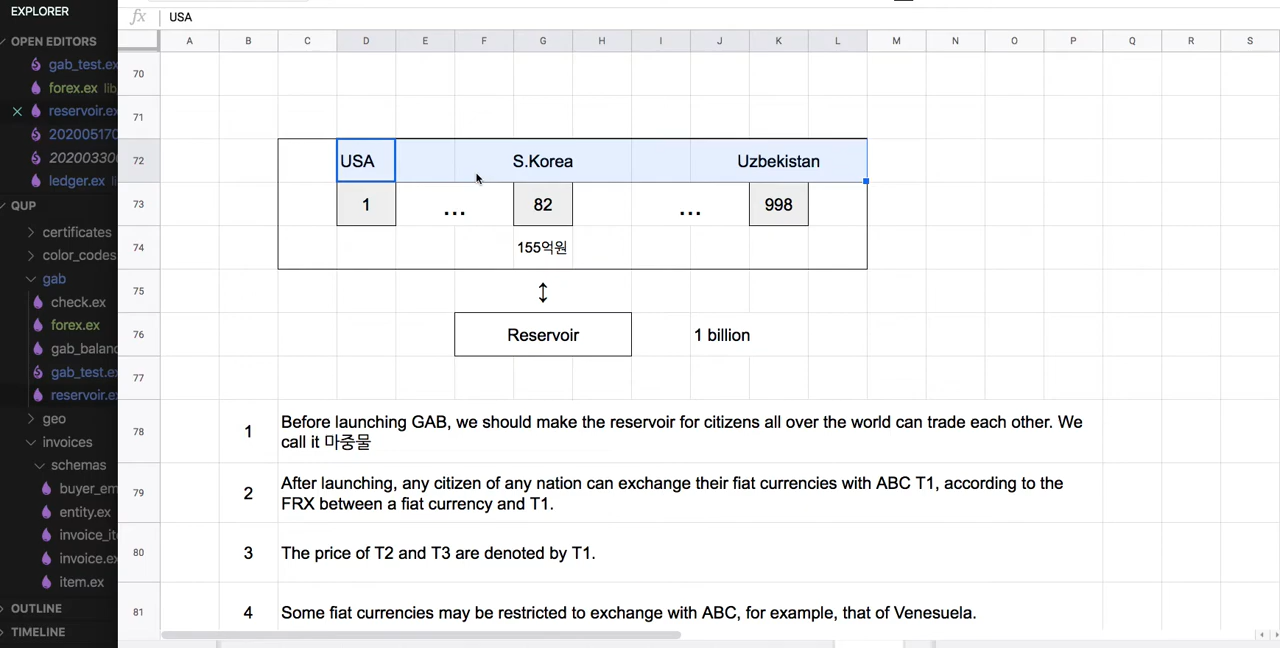 EXPLORER
OPEN EDITORS
gab_test.ex
forex.ex lib
reservoir.ex
202005170
20200330
ledger.ex li
QUP
certificates
color_codes
gab
check.ex
forex.ex
gab_balanc
gab_test.ex
reservoir.e
geo
invoices
schemas
buyer_em
entity.ex
invoice_ite
invoice.ex
item.ex
OUTLINE
TIMELINE
fx USA
A B C D E F G H I J K L M N O P Q R S
70
71
72 USA S.Korea Uzbekistan
73 1 ... 82 ... 998
74 155억원
75 ↕
76 Reservoir 1 billion
77
78 1 Before launching GAB, we should make the reservoir for citizens all over the world can trade each other. We
call it 마중물
79 2 After launching, any citizen of any nation can exchange their fiat currencies with ABC T1, according to the
FRX between a fiat currency and T1.
80 3 The price of T2 and T3 are denoted by T1.
81 4 Some fiat currencies may be restricted to exchange with ABC, for example, that of Venesuela.